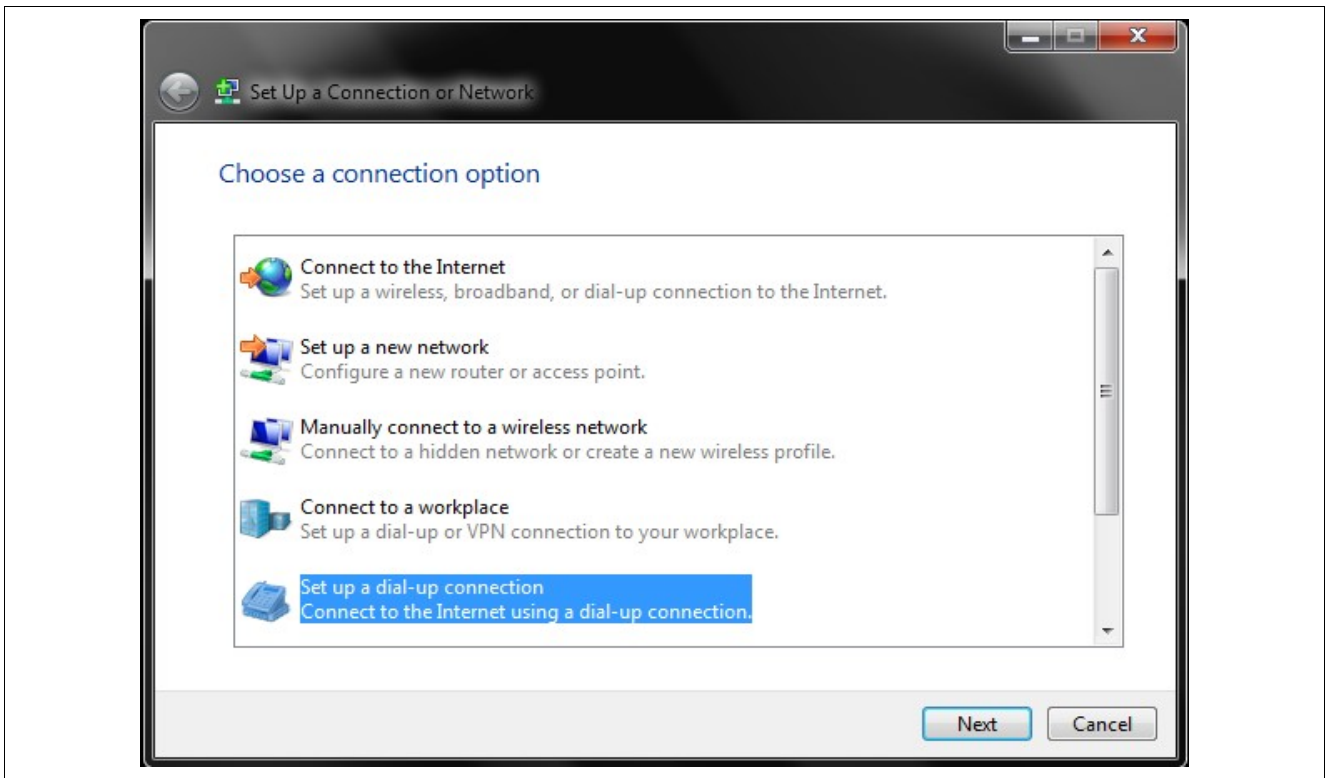 Set Up a Connection or Network
Choose a connection option
Connect to the Internet
Set up a wireless, broadband, or dial-up connection to the Internet.
Set up a new network
Configure a new router or access point.
Manually connect to a wireless network
Connect to a hidden network or create a new wireless profile.
Connect to a workplace
Set up a dial-up or VPN connection to your workplace.
Set up a dial-up connection
Connect to the Internet using a dial-up connection.
Next Cancel